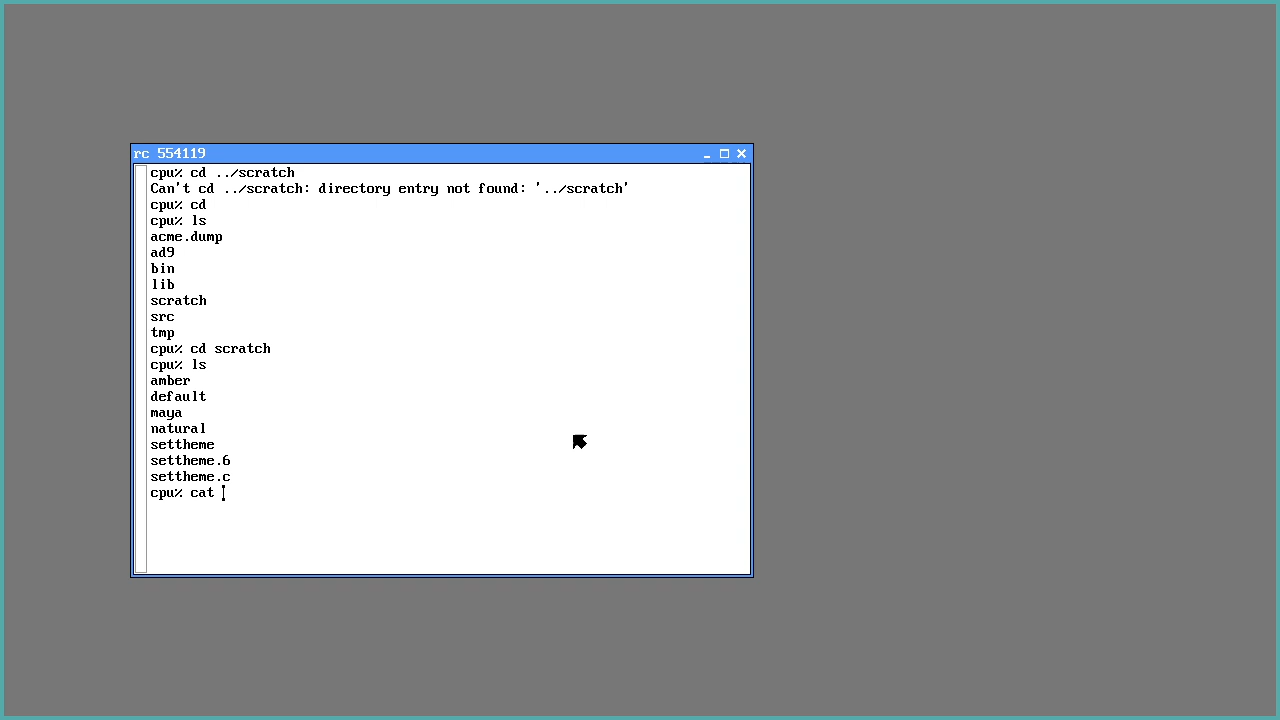 rc 554119
cpu% cd ../scratch
Can't cd ../scratch: directory entry not found: '../scratch'
cpu% cd
cpu% ls
acme.dump
ad9
bin
lib
scratch
src
tmp
cpu% cd scratch
cpu% ls
amber
default
maya
natural
settheme
settheme.6
settheme.c
cpu% cat